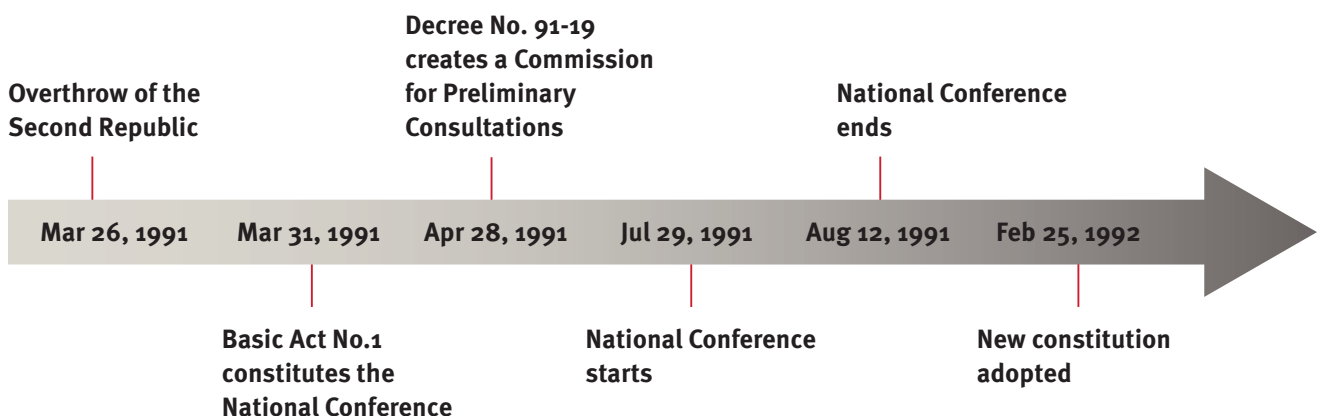 Decree No. 91-19
creates a Commission
for Preliminary
Consultations
Overthrow of the
Second Republic
National Conference
ends
Mar 26, 1991
Mar 31, 1991
Apr 28, 1991
Jul 29, 1991
Aug 12, 1991
Feb 25, 1992
Basic Act No.1
constitutes the
National Conference
National Conference
starts
New constitution
adopted